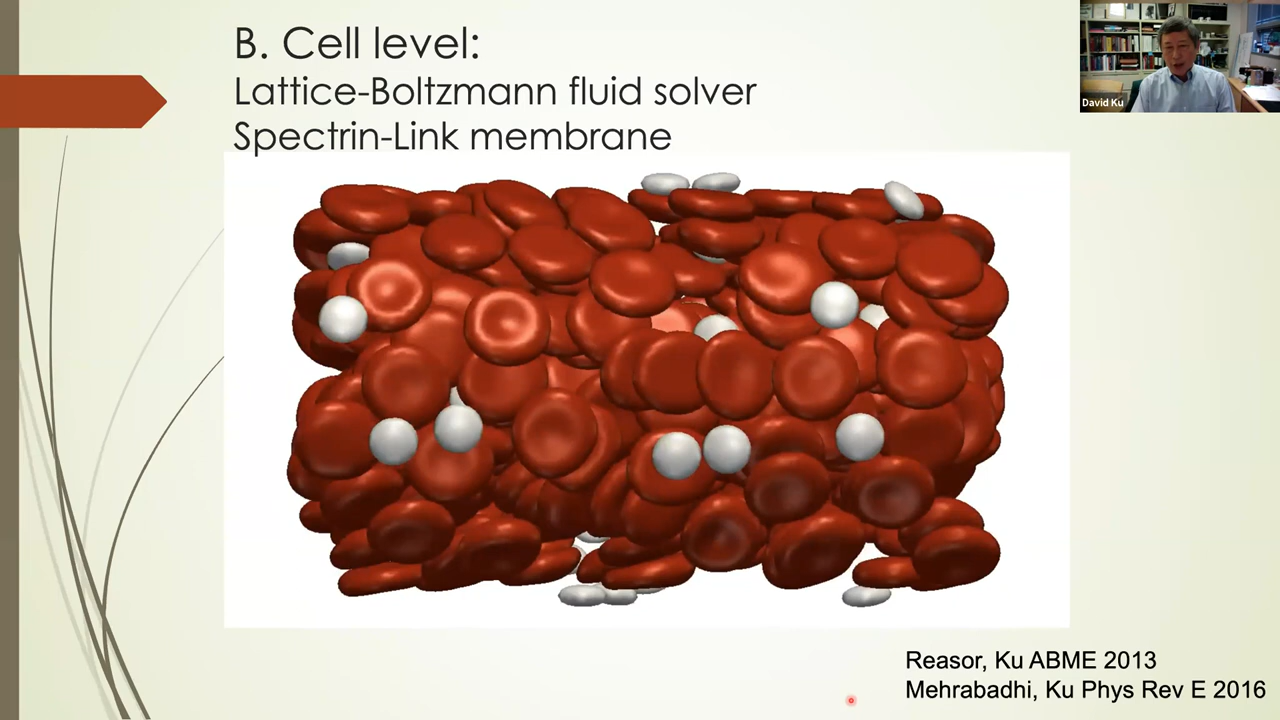 B. Cell level:
Lattice-Boltzmann fluid solver
Spectrin-Link membrane
David Ku
Reasor, Ku ABME 2013
Mehrabadhi, Ku Phys Rev E 2016